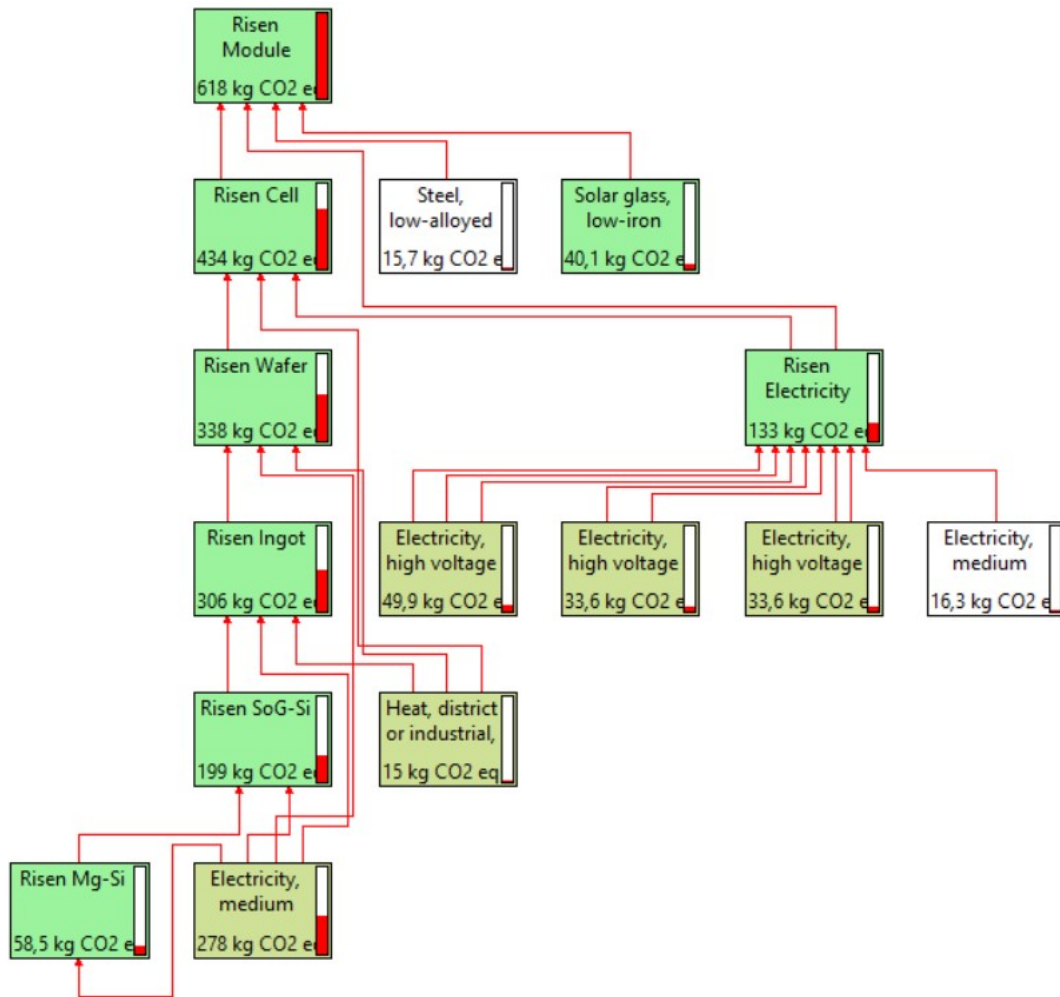 Risen
Module
618 kg CO2 e
Risen Cell
434 kg CO2 e
Steel,
low-alloyed
15,7 kg CO2 e
Solar glass,
low-iron
40,1 kg CO2 e
Risen Wafer
338 kg CO2 e
Risen
Electricity
133 kg CO2 e
Risen Ingot
306 kg CO2 e
Electricity,
high voltage
49,9 kg CO2 e
Electricity,
high voltage
33,6 kg CO2 e
Electricity,
high voltage
33,6 kg CO2 e
Electricity,
medium
16,3 kg CO2 e
Risen SoG-Si
199 kg CO2 e
Heat, district
or industrial,
15 kg CO2 eq
Risen Mg-Si
58,5 kg CO2 e
Electricity,
medium
278 kg CO2 e